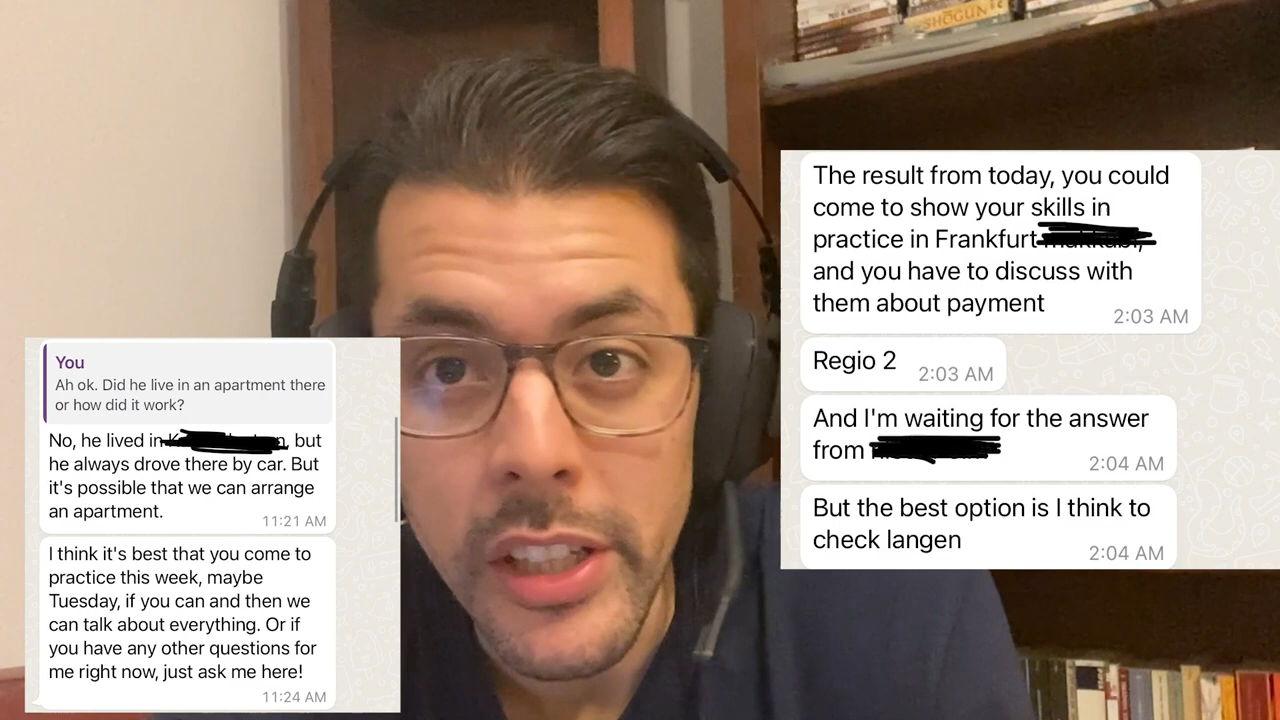 SHOGUN
You
Ah ok. Did he live in an apartment there
or how did it work?
No, he lived in but
he always drove there by car. But
it's possible that we can arrange
an apartment.
11:21 AM
I think it's best that you come to
practice this week, maybe
Tuesday, if you can and then we
can talk about everything. Or if
you have any other questions for
me right now, just ask me here!
11:24 AM
The result from today, you could
come to show your skills in
practice in Frankfurt
and you have to discuss with
them about payment
2:03 AM
Regio 2
2:03 AM
And I'm waiting for the answer
from
2:04 AM
But the best option is I think to
check langen
2:04 AM